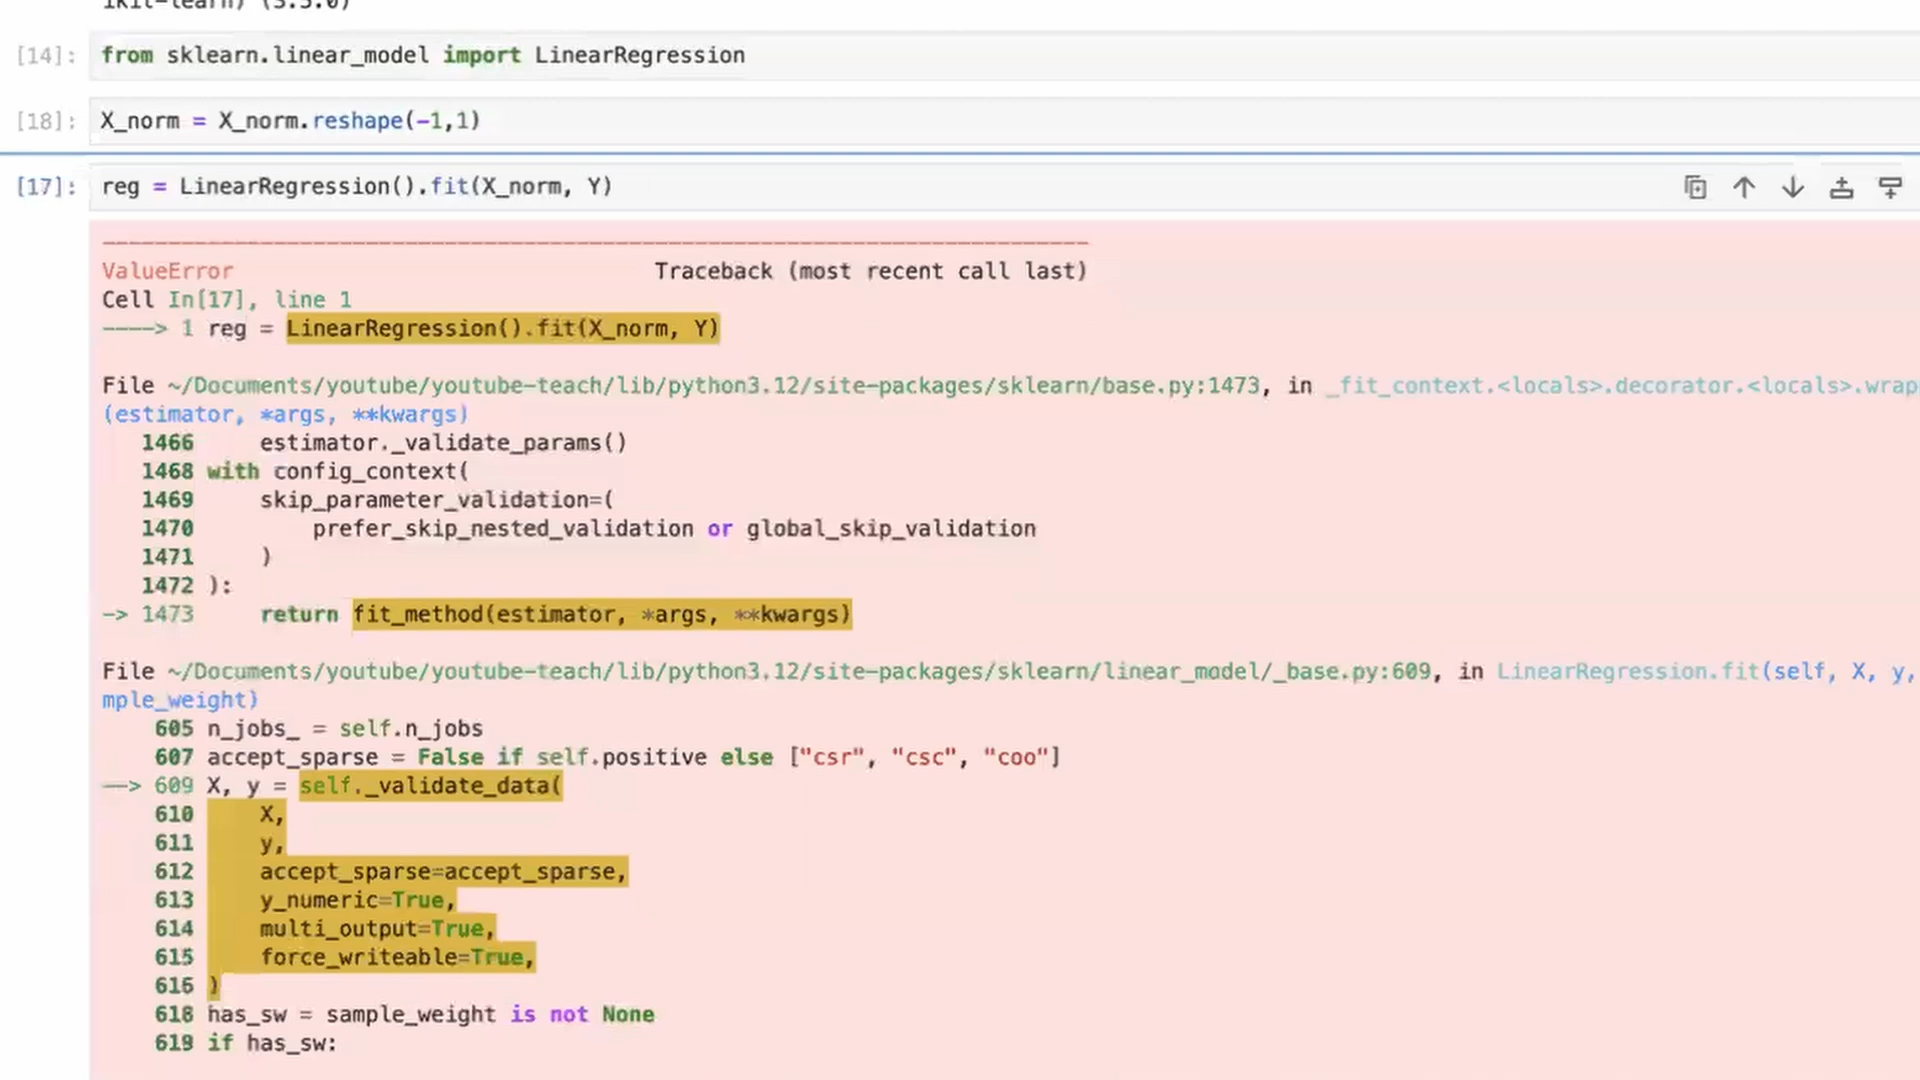 ikit-learn) (3.5.0)
[14]: from sklearn.linear_model import LinearRegression
[18]: X_norm = X_norm.reshape(-1,1)
[17]: reg = LinearRegression().fit(X_norm, Y)
---------------------------------------------------------------------------
ValueError                                Traceback (most recent call last)
Cell In[17], line 1
----> 1 reg = LinearRegression().fit(X_norm, Y)
File ~/Documents/youtube/youtube-teach/lib/python3.12/site-packages/sklearn/base.py:1473, in _fit_context.<locals>.decorator.<locals>.wrap
(estimator, *args, **kwargs)
1466     estimator._validate_params()
1468 with config_context(
1469     skip_parameter_validation=(
1470         prefer_skip_nested_validation or global_skip_validation
1471     )
1472 ):
-> 1473     return fit_method(estimator, *args, **kwargs)
File ~/Documents/youtube/youtube-teach/lib/python3.12/site-packages/sklearn/linear_model/_base.py:609, in LinearRegression.fit(self, X, y,
mple_weight)
605 n_jobs_ = self.n_jobs
607 accept_sparse = False if self.positive else ["csr", "csc", "coo"]
--> 609 X, y = self._validate_data(
610     X,
611     y,
612     accept_sparse=accept_sparse,
613     y_numeric=True,
614     multi_output=True,
615     force_writeable=True,
616 )
618 has_sw = sample_weight is not None
619 if has_sw: